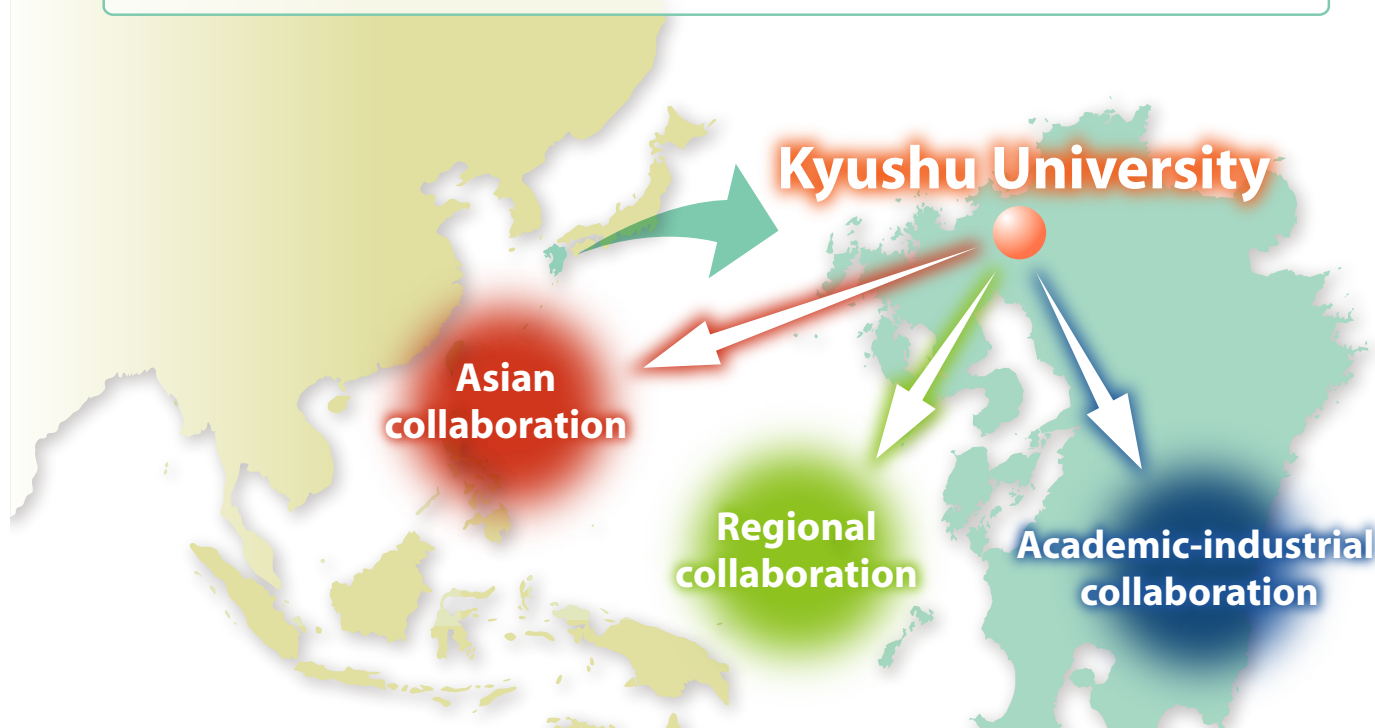 Kyushu University
Asian
collaboration
Regional
collaboration
Academic-industrial
collaboration